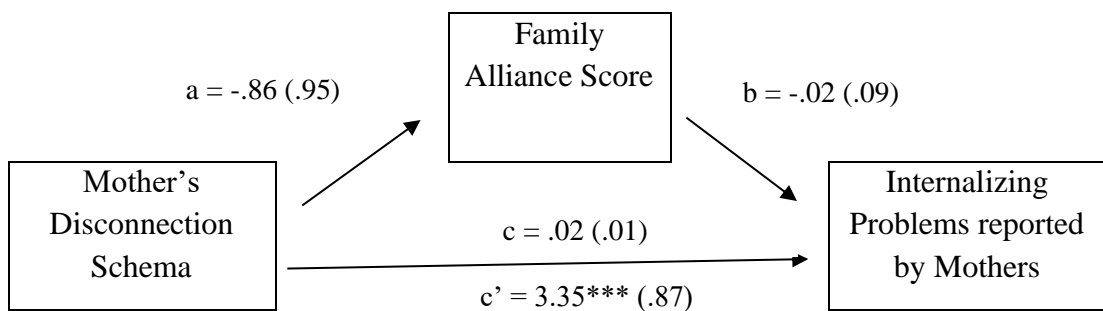 Family
Alliance Score
a = -.86 (.95)
b = -.02 (.09)
Mother’s
Disconnection
Schema
c = .02 (.01)
c’ = 3.35*** (.87)
Internalizing
Problems reported
by Mothers